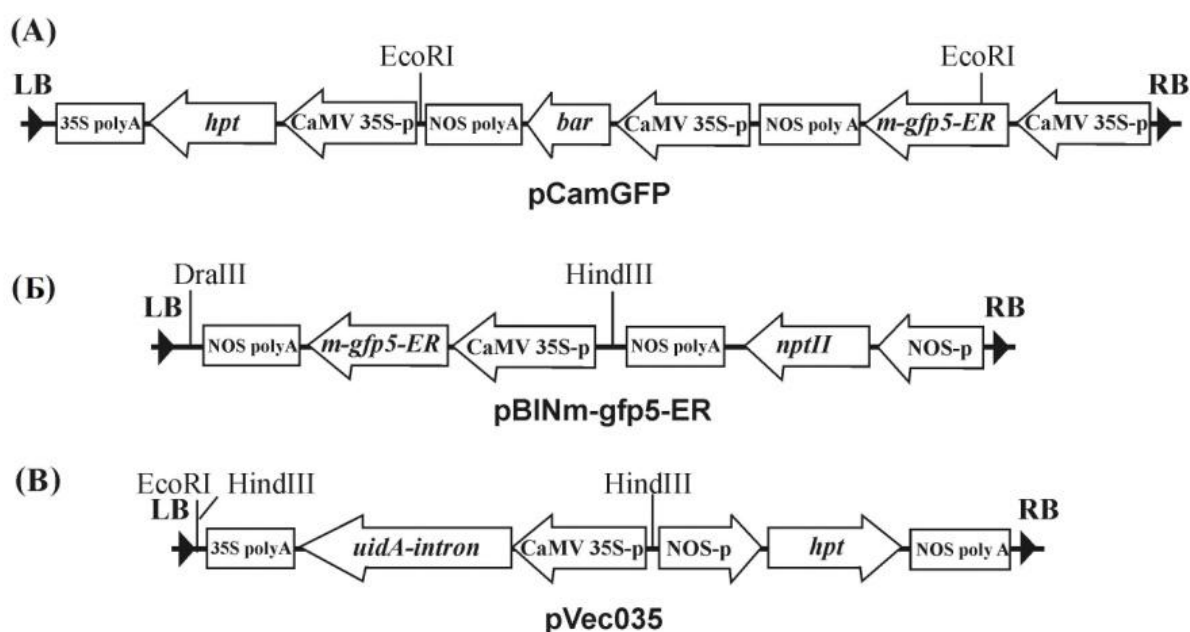 (А)
EcoRI EcoRI
LB RB
35S polyA hpt CaMV 35S-p NOS polyA bar CaMV 35S-p NOS polyA m-gfp5-ER CaMV 35S-p
pCamGFP
DraIII HindIII
(Б)
LB RB
NOS polyA m-gfp5-ER CaMV 35S-p NOS polyA nptII NOS-p
pBINm-gfp5-ER
(В)
EcoRI HindIII HindIII
LB RB
35S polyA uidA-intron CaMV 35S-p NOS-p hpt NOS poly A
pVec035